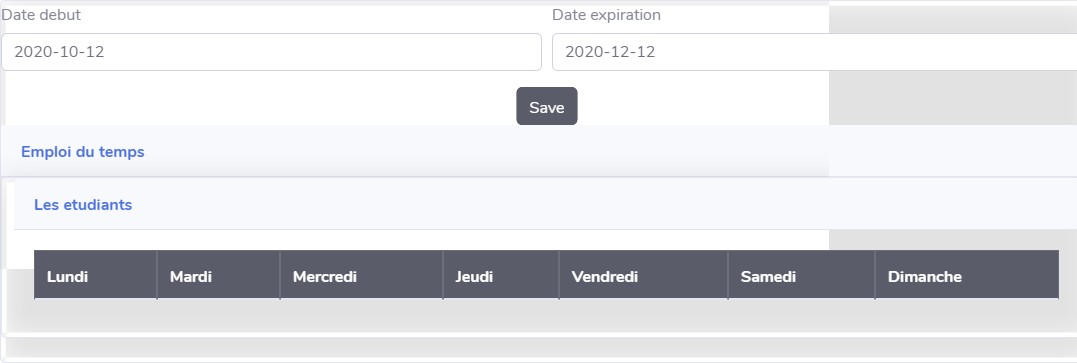 Date debut Date expiration
2020-10-12 2020-12-12
Save
Emploi du temps
Les etudiants
Lundi Mardi Mercredi Jeudi Vendredi Samedi Dimanche